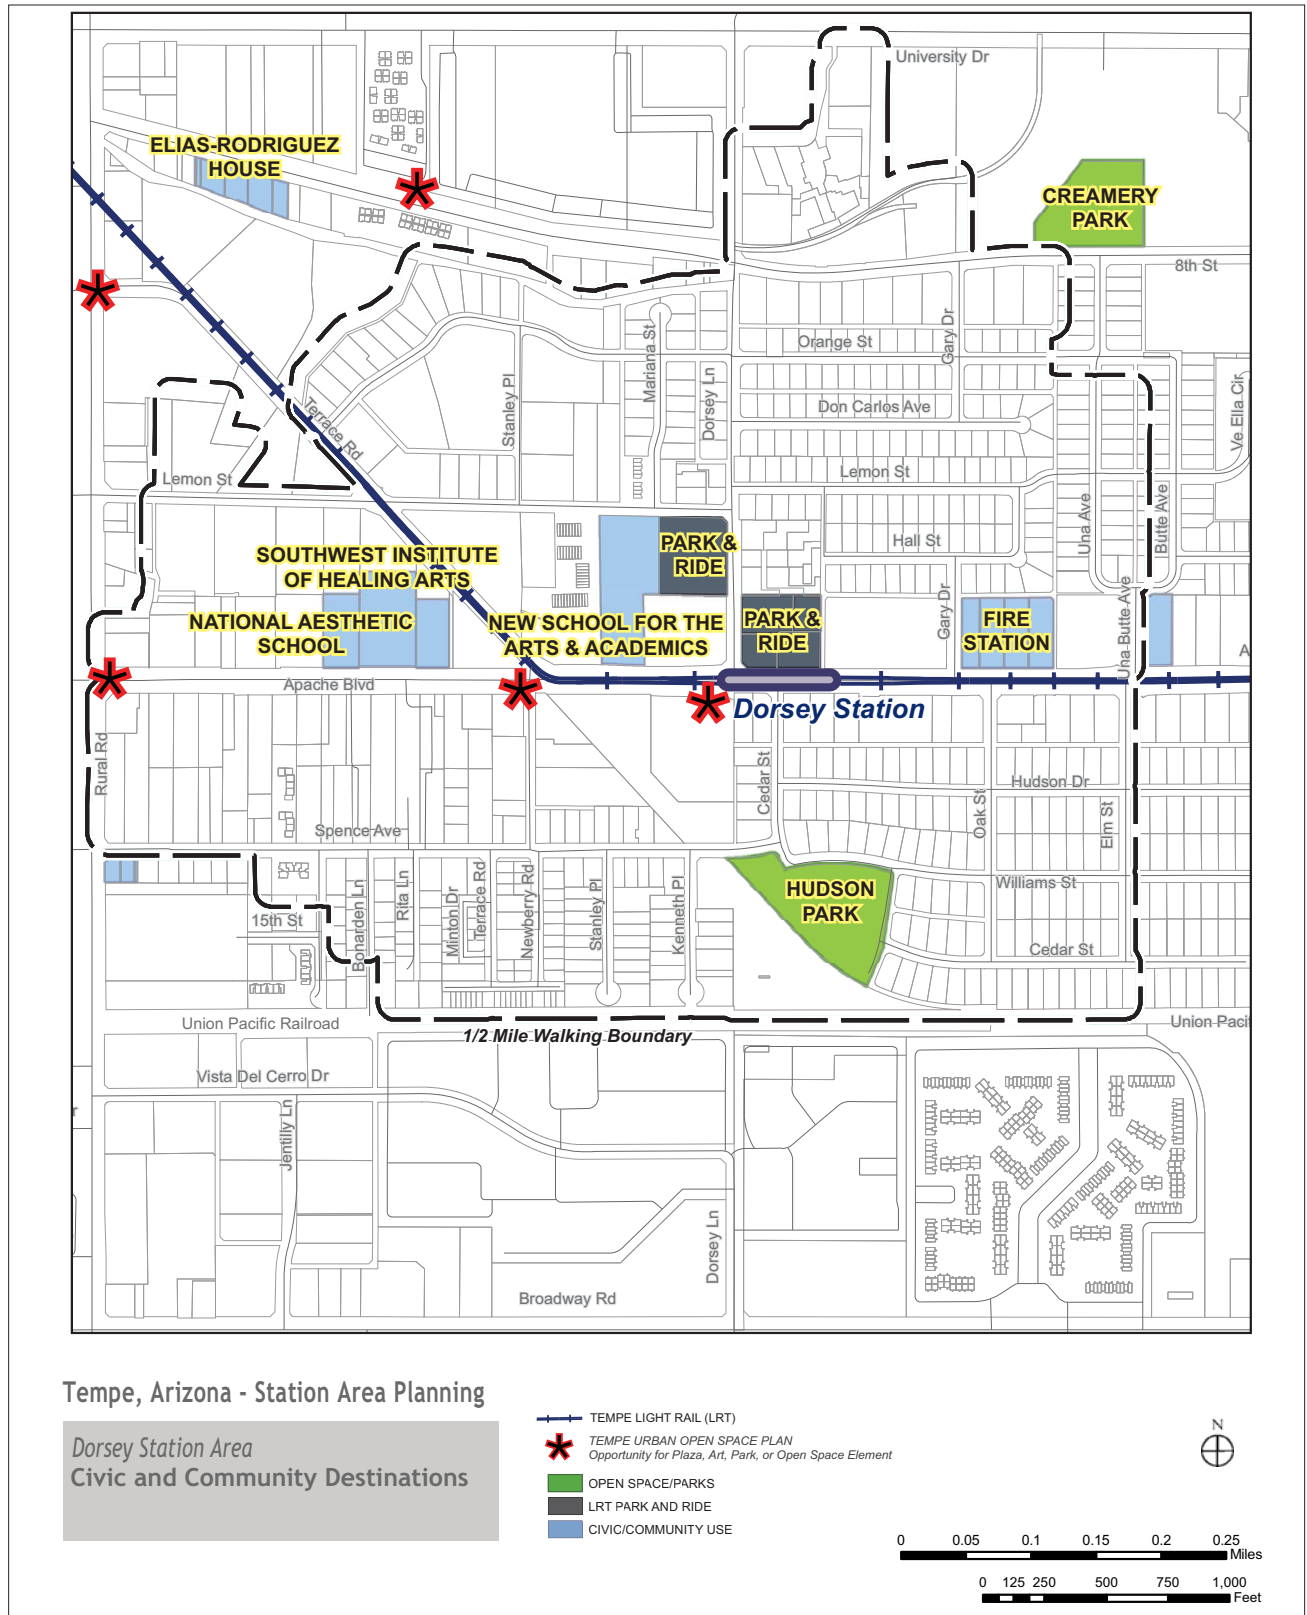 University Dr
ELIAS-RODRIGUEZ
HOUSE
CREAMERY
PARK
8th St
Orange St
Gary Dr
Mariana St
Dorsey Ln
Stanley Pl
Terrace Rd
Don Carlos Ave
Ve Ella Cir
Lemon St
Lemon St
Una Ave
Butte Ave
Hall St
PARK &
RIDE
SOUTHWEST INSTITUTE
OF HEALING ARTS
NATIONAL AESTHETIC
SCHOOL
NEW SCHOOL FOR THE
ARTS & ACADEMICS
PARK &
RIDE
Gary Dr
FIRE
STATION
Una Butte Ave
A
Apache Blvd
Dorsey Station
Rural Rd
Cedar St
Hudson Dr
Oak St
Elm St
Spence Ave
HUDSON
PARK
Williams St
15th St
Bonarden Ln
Rita Ln
Minton Dr
Terrace Rd
Newberry Rd
Stanley Pl
Kenneth Pl
Cedar St
Union Pacific Railroad
1/2 Mile Walking Boundary
Union Pacif
Vista Del Cerro Dr
r
Jentilly Ln
Dorsey Ln
Broadway Rd
Tempe, Arizona - Station Area Planning
Dorsey Station Area
Civic and Community Destinations
TEMPE LIGHT RAIL (LRT)
TEMPE URBAN OPEN SPACE PLAN
Opportunity for Plaza, Art, Park, or Open Space Element
OPEN SPACE/PARKS
LRT PARK AND RIDE
CIVIC/COMMUNITY USE
N
0 0.05 0.1 0.15 0.2 0.25
Miles
0 125 250 500 750 1,000
Feet